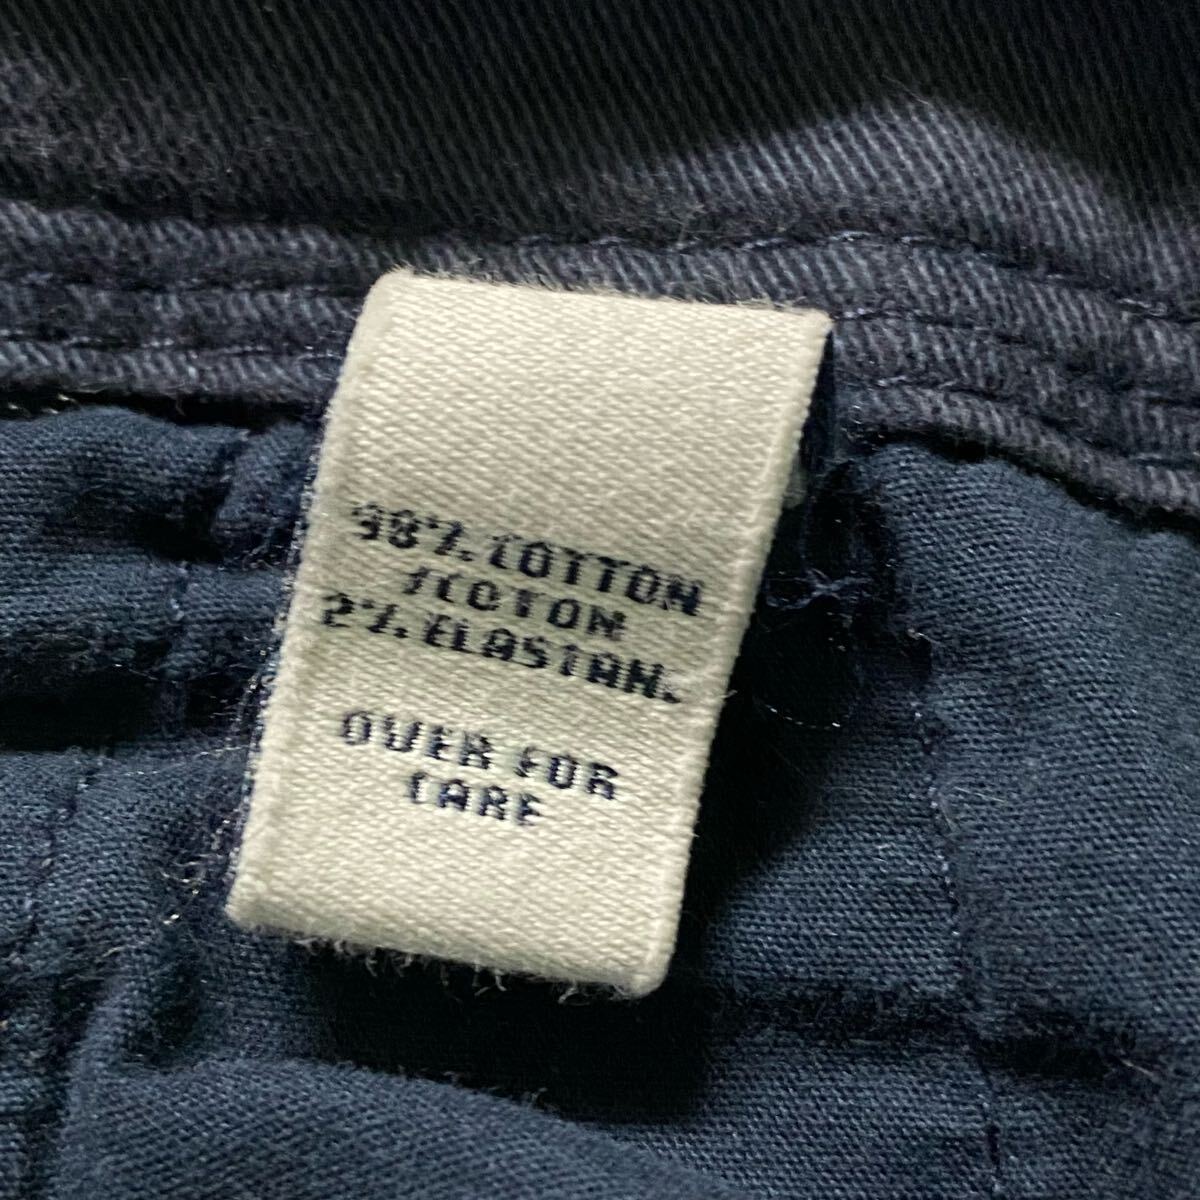 98% COTTON
/COTON
2% ELASTAN.
OVER FOR
CARE